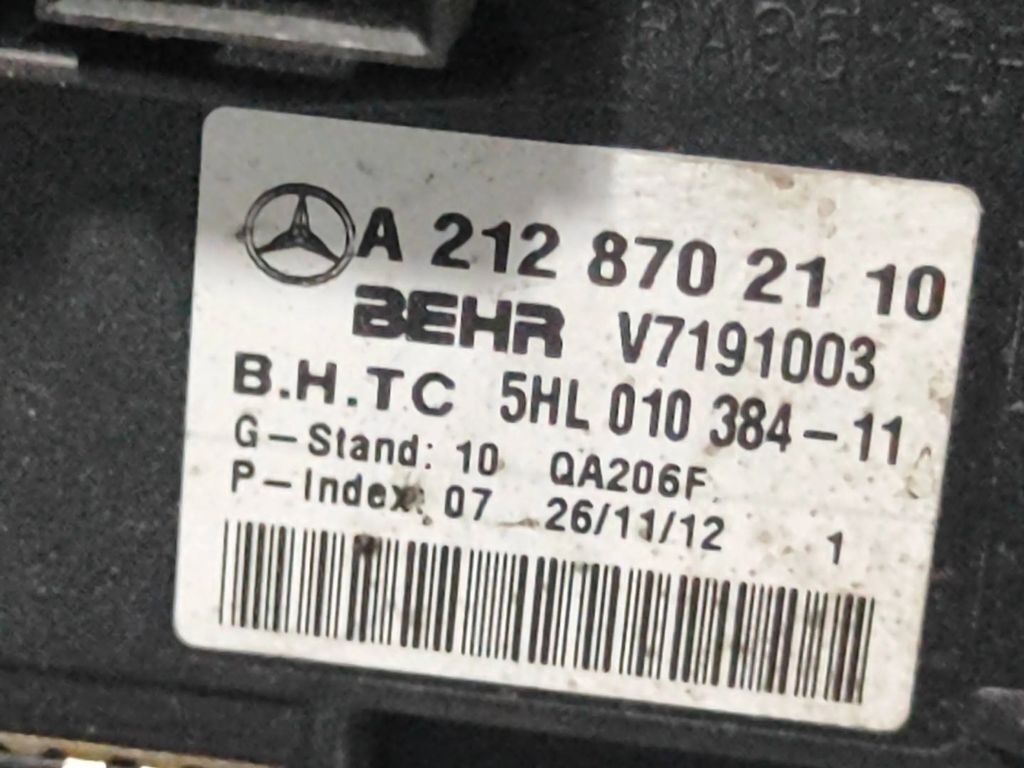 A 212 870 21 10
BEHR V7191003
B.H.TC 5HL 010 384-11
G-Stand: 10 QA206F
P-Index: 07 26/11/12 1